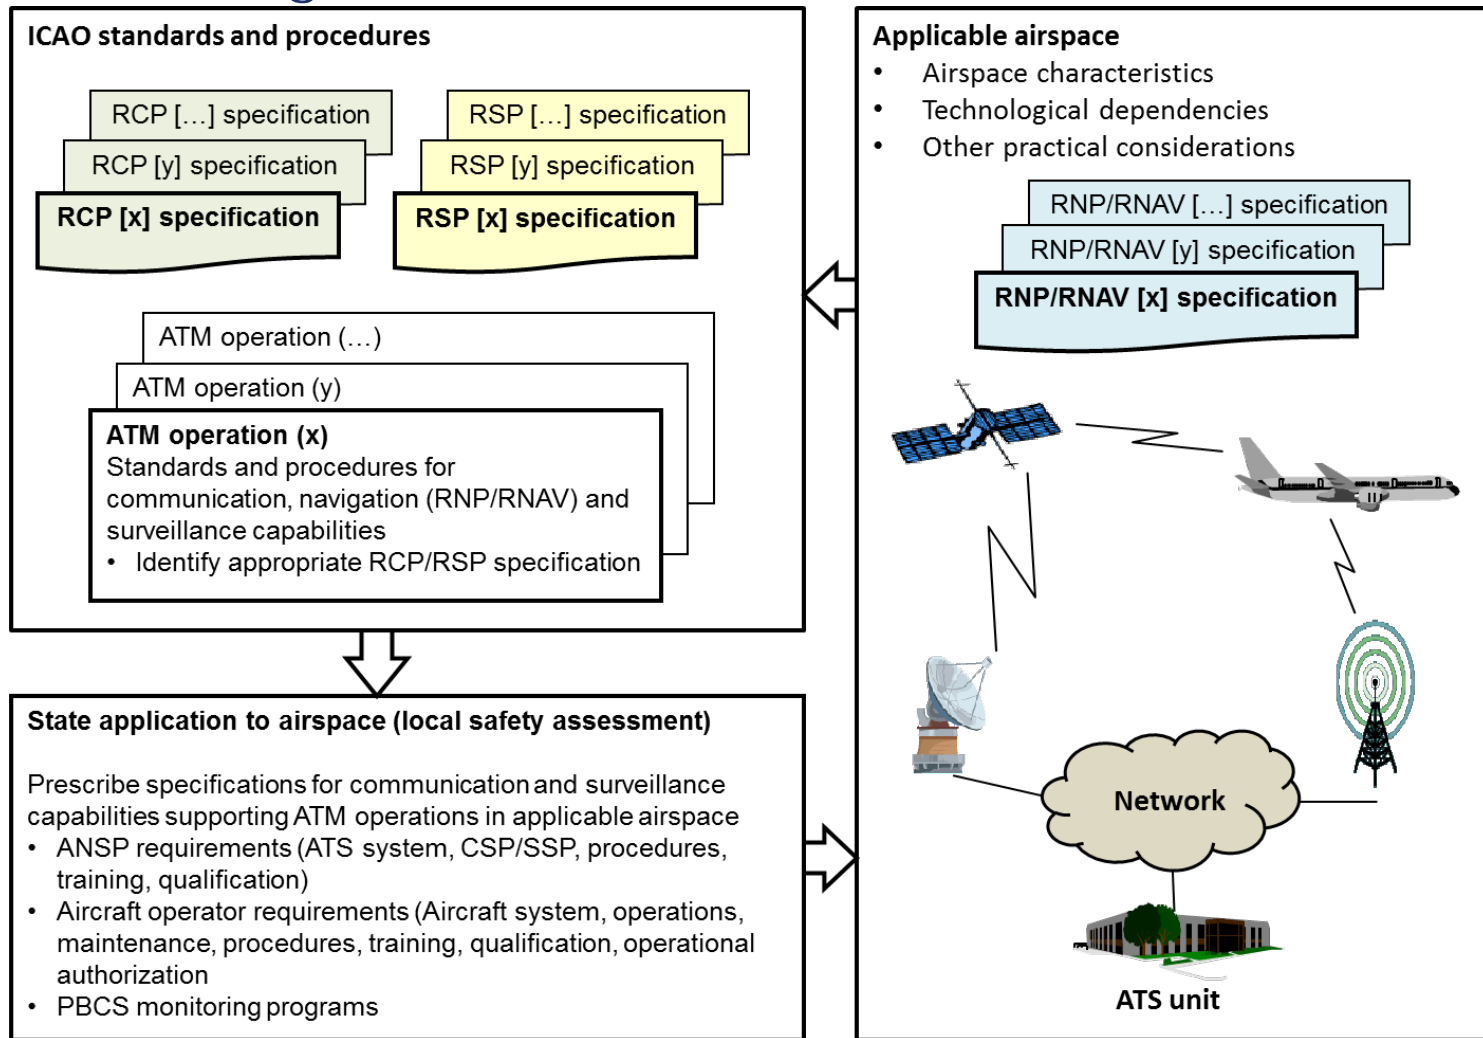 ICAO standards and procedures
RCP […] specification
RCP [y] specification
RCP [x] specification
RSP […] specification
RSP [y] specification
RSP [x] specification
ATM operation (…)
ATM operation (y)
ATM operation (x)
Standards and procedures for
communication, navigation (RNP/RNAV) and
surveillance capabilities
• Identify appropriate RCP/RSP specification
State application to airspace (local safety assessment)
Prescribe specifications for communication and surveillance
capabilities supporting ATM operations in applicable airspace
• ANSP requirements (ATS system, CSP/SSP, procedures,
training, qualification)
• Aircraft operator requirements (Aircraft system, operations,
maintenance, procedures, training, qualification, operational
authorization
• PBCS monitoring programs
Applicable airspace
• Airspace characteristics
• Technological dependencies
• Other practical considerations
RNP/RNAV […] specification
RNP/RNAV [y] specification
RNP/RNAV [x] specification
Network
ATS unit